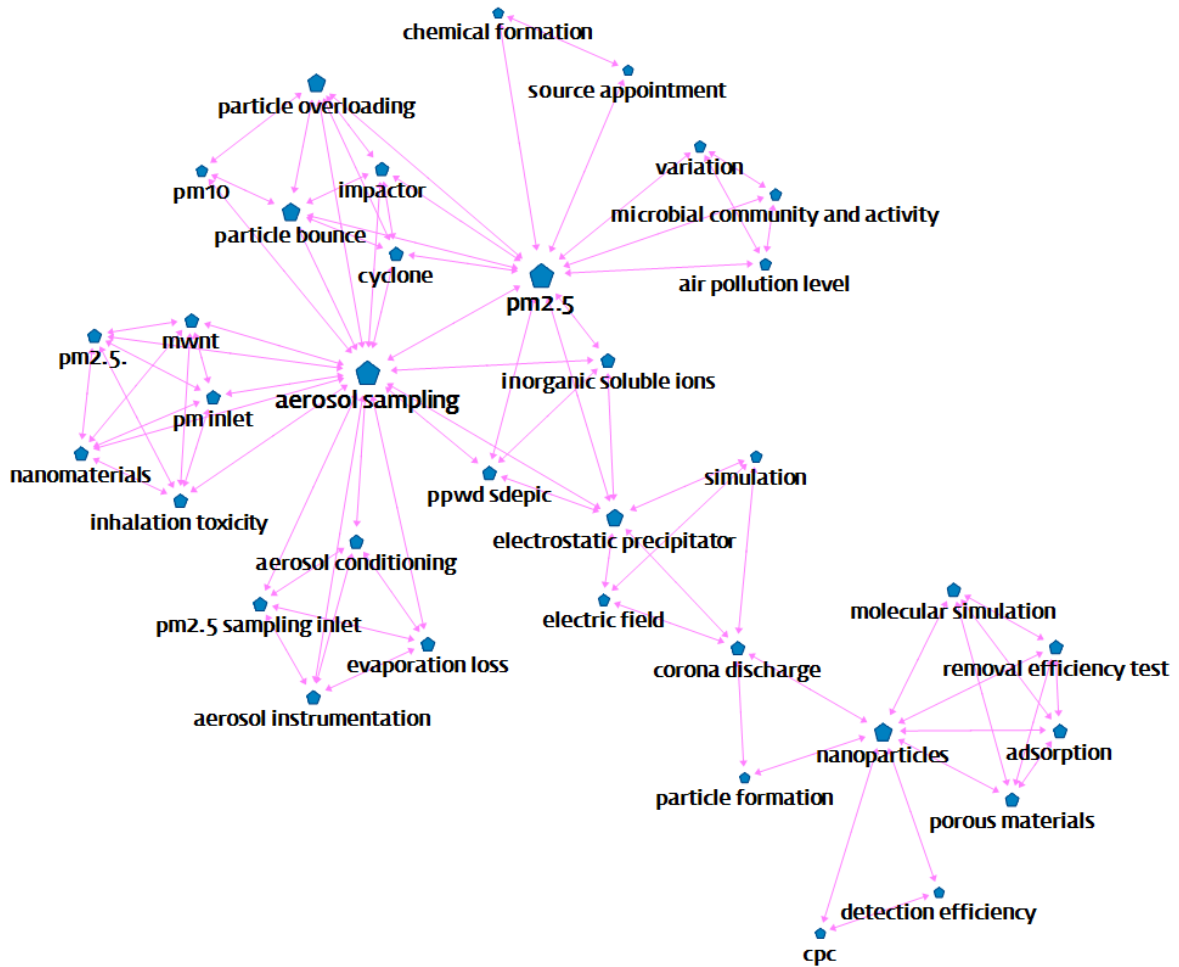 chemical formation
source appointment
particle overloading
variation
pm10
impactor
microbial community and activity
particle bounce
cyclone
air pollution level
pm2.5
mwnt
pm2.5.
inorganic soluble ions
aerosol sampling
pm inlet
nanomaterials
simulation
ppwd sdepic
inhalation toxicity
electrostatic precipitator
aerosol conditioning
molecular simulation
pm2.5 sampling inlet
electric field
evaporation loss
corona discharge
removal efficiency test
aerosol instrumentation
nanoparticles
adsorption
particle formation
porous materials
detection efficiency
cpc